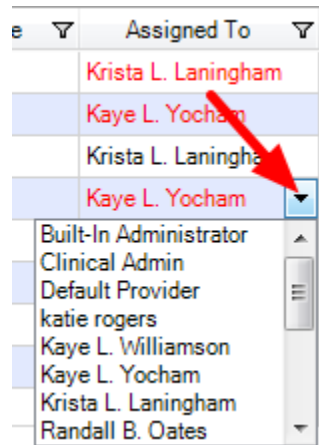 e Assigned To
Krista L. Laningham
Kaye L. Yocham
Krista L. Laningha
Kaye L. Yocham
Built-In Administrator
Clinical Admin
Default Provider
katie rogers
Kaye L. Williamson
Kaye L. Yocham
Krista L. Laningham
Randall B. Oates